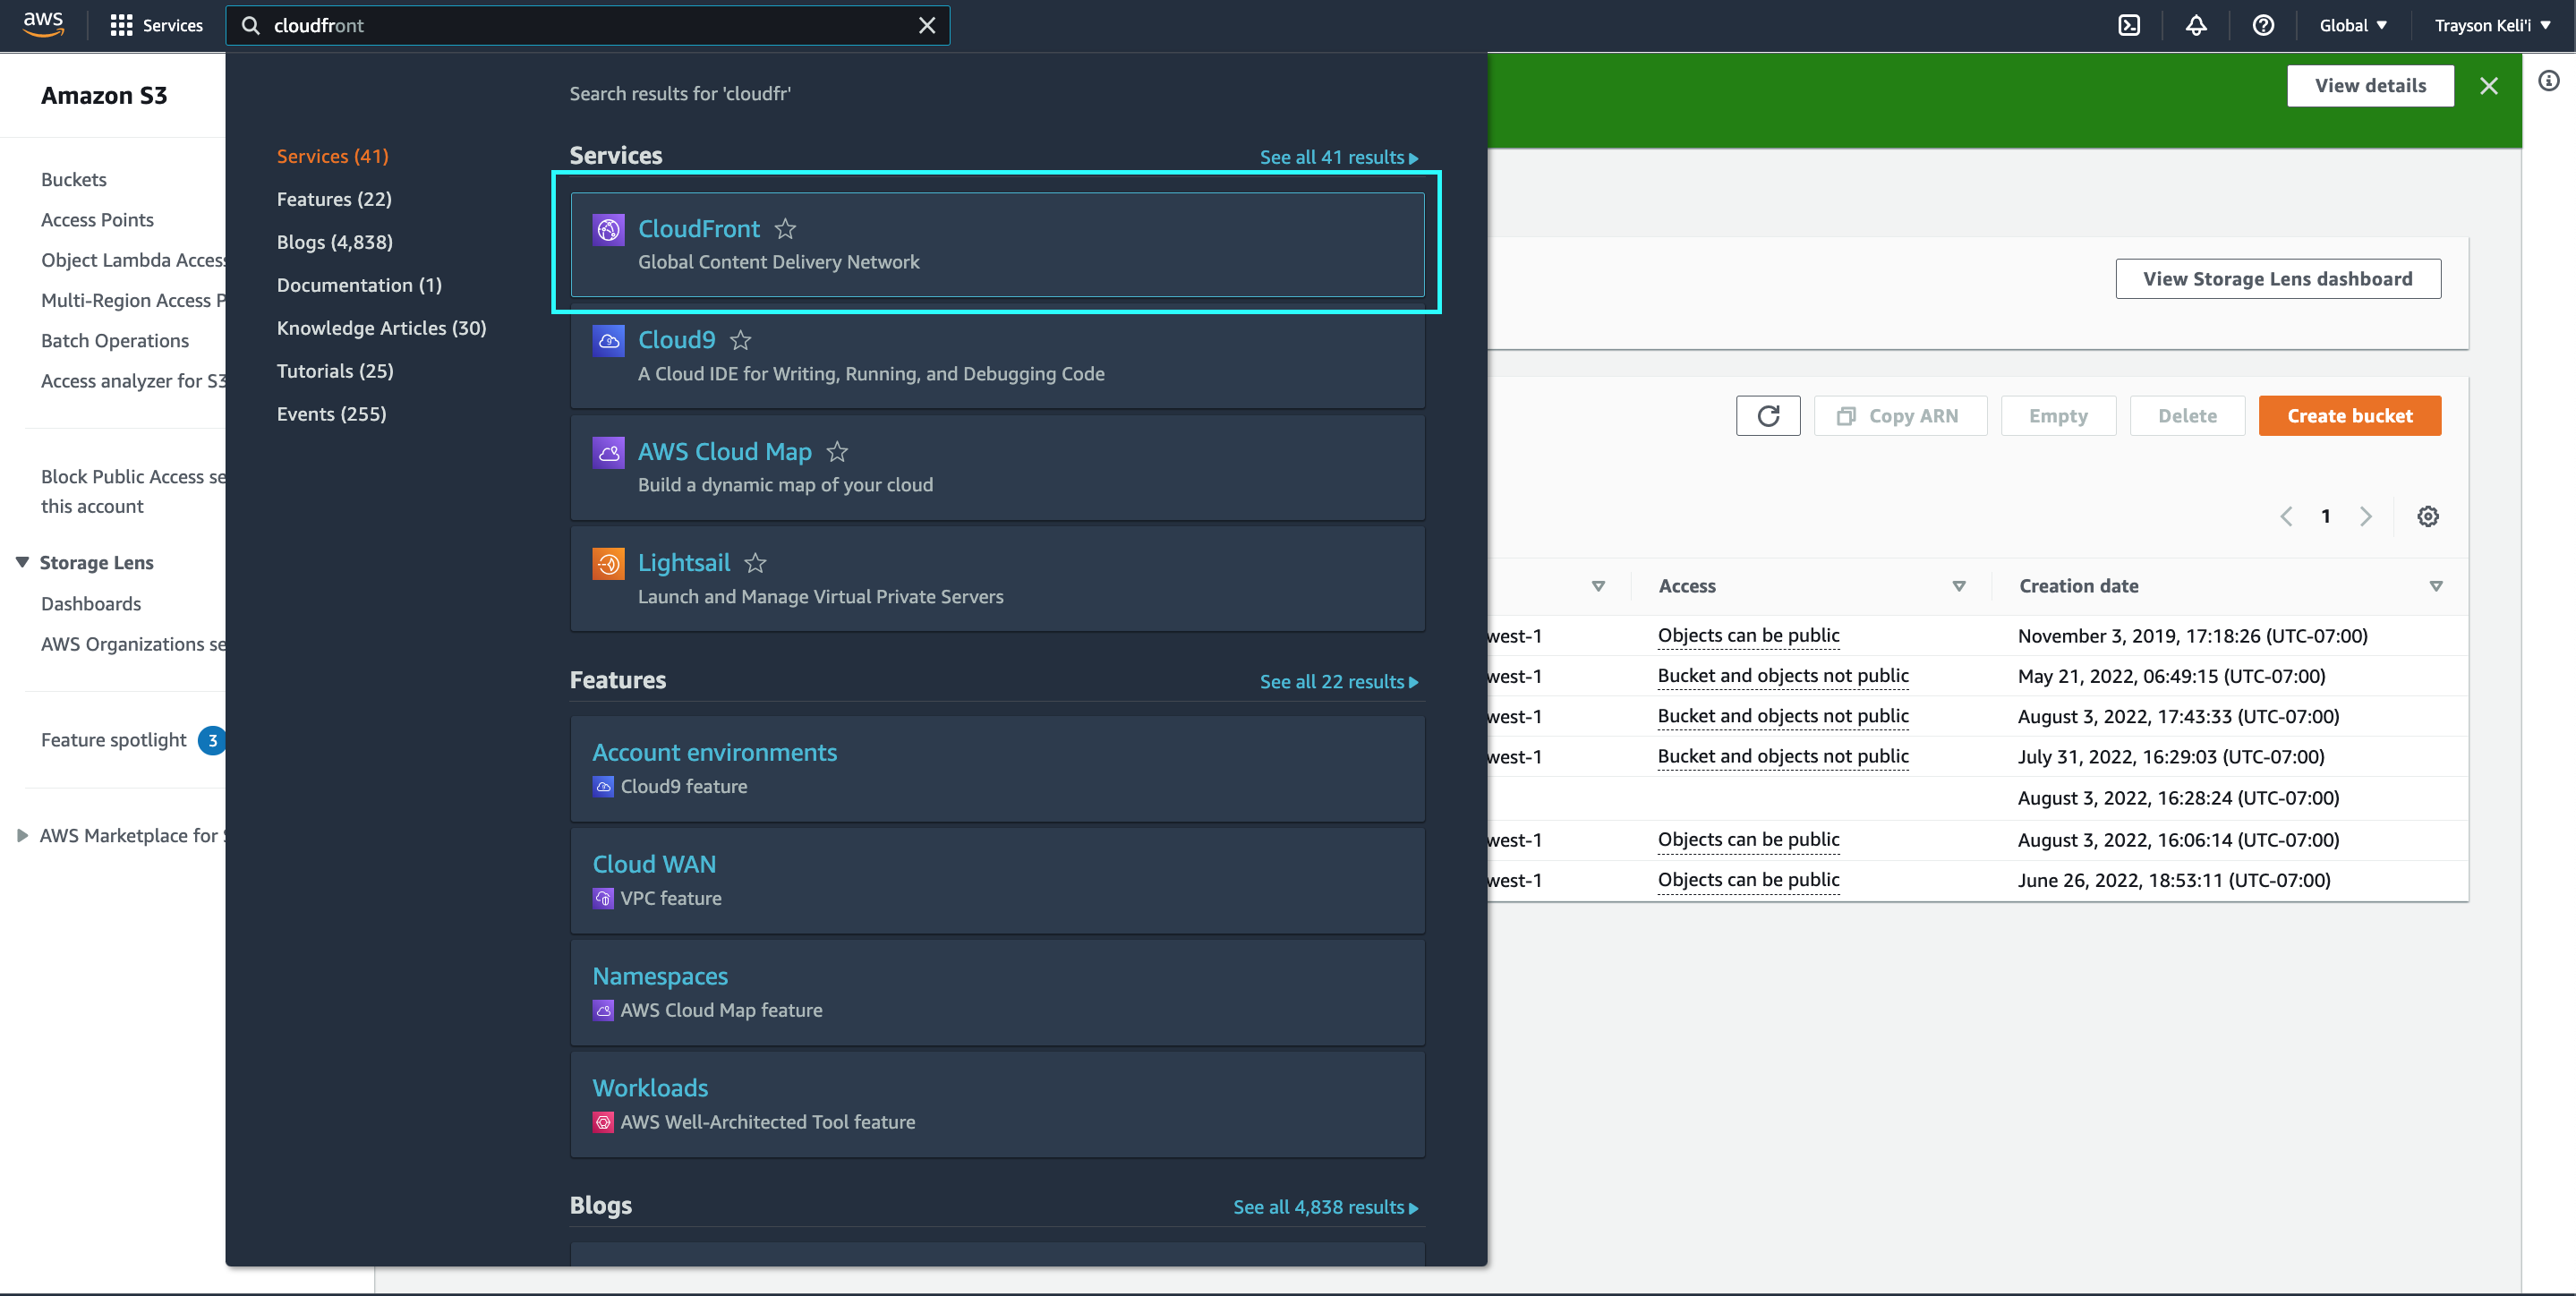 aws
Services
cloudfront
Global
Trayson Keli'i
Amazon S3
Buckets
Access Points
Object Lambda Access
Multi-Region Access P
Batch Operations
Access analyzer for S3
Block Public Access se
this account
Storage Lens
Dashboards
AWS Organizations se
Feature spotlight 3
AWS Marketplace for S
Search results for 'cloudfr'
Services (41)
Features (22)
Blogs (4,838)
Documentation (1)
Knowledge Articles (30)
Tutorials (25)
Events (255)
Services
See all 41 results
CloudFront
Global Content Delivery Network
Cloud9
A Cloud IDE for Writing, Running, and Debugging Code
AWS Cloud Map
Build a dynamic map of your cloud
Lightsail
Launch and Manage Virtual Private Servers
Features
See all 22 results
Account environments
Cloud9 feature
Cloud WAN
VPC feature
Namespaces
AWS Cloud Map feature
Workloads
AWS Well-Architected Tool feature
Blogs
See all 4,838 results
View details
View Storage Lens dashboard
Copy ARN
Empty
Delete
Create bucket
1
Access
Creation date
west-1 Objects can be public November 3, 2019, 17:18:26 (UTC-07:00)
west-1 Bucket and objects not public May 21, 2022, 06:49:15 (UTC-07:00)
west-1 Bucket and objects not public August 3, 2022, 17:43:33 (UTC-07:00)
west-1 Bucket and objects not public July 31, 2022, 16:29:03 (UTC-07:00)
August 3, 2022, 16:28:24 (UTC-07:00)
west-1 Objects can be public August 3, 2022, 16:06:14 (UTC-07:00)
west-1 Objects can be public June 26, 2022, 18:53:11 (UTC-07:00)